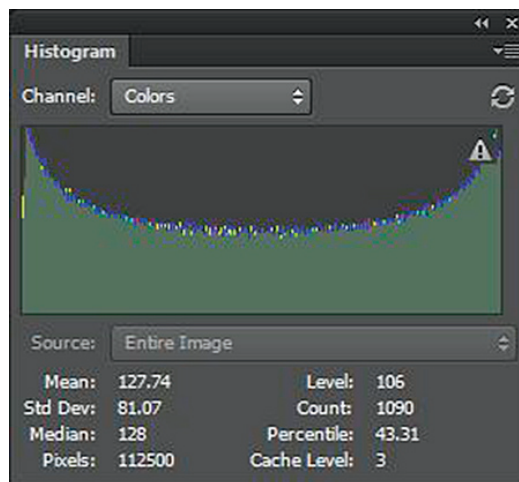 Histogram
Channel: Colors
Source: Entire Image
Mean: 127.74 Level: 106
Std Dev: 81.07 Count: 1090
Median: 128 Percentile: 43.31
Pixels: 112500 Cache Level: 3